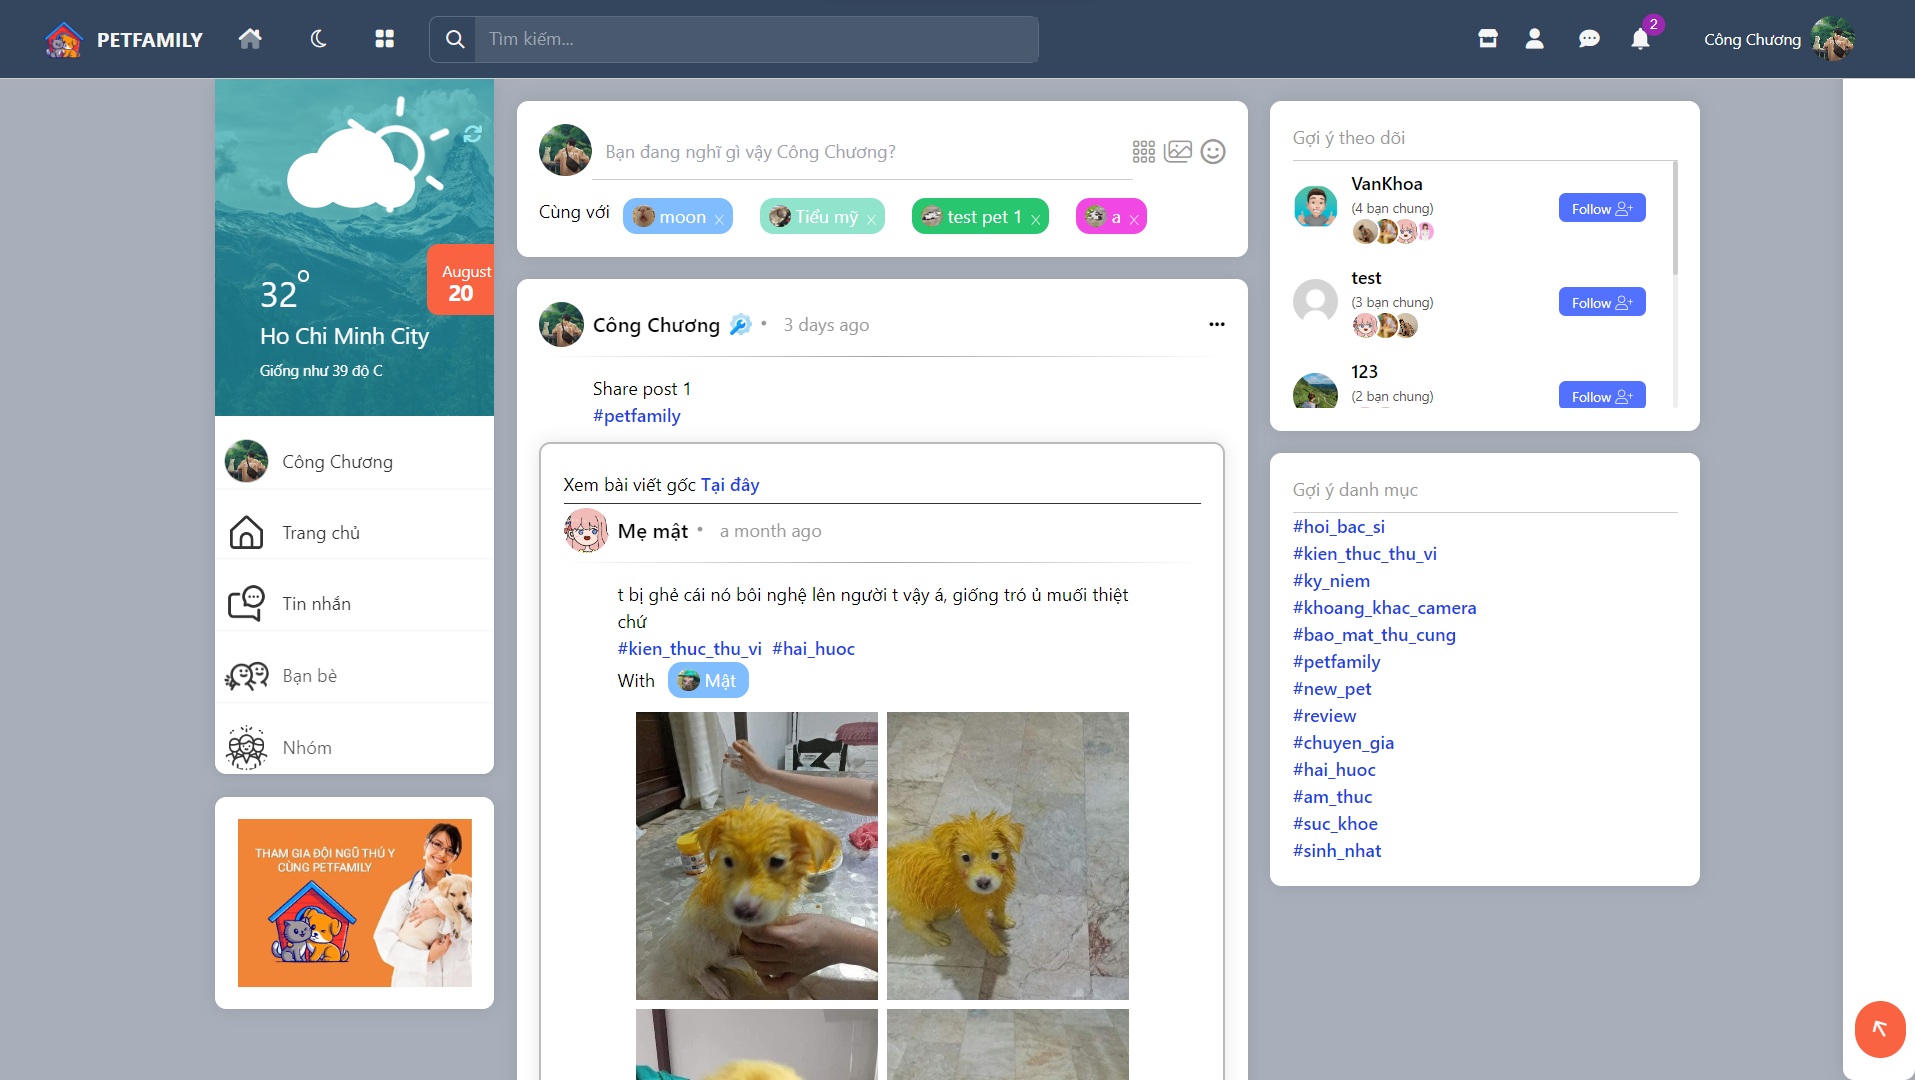 PETFAMILY
Tìm kiếm...
2
Công Chương
August
20
32°
Ho Chi Minh City
Giống như 39 độ C
Công Chương
Trang chủ
Tin nhắn
Bạn bè
Nhóm
THAM GIA ĐỘI NGŨ THÚ Y
CÙNG PETFAMILY
Bạn đang nghĩ gì vậy Công Chương?
Cùng với moon x Tiểu mỹ x test pet 1 x a x
Công Chương • 3 days ago
Share post 1
#petfamily
Xem bài viết gốc Tại đây
Mẹ mật • a month ago
t bị ghẻ cái nó bôi nghệ lên người t vậy á, giống tró ủ muối thiệt
chứ
#kien_thuc_thu_vi #hai_huoc
With Mật
Gợi ý theo dõi
VanKhoa
(4 bạn chung)
Follow
test
(3 bạn chung)
Follow
123
(2 bạn chung)
Follow
Gợi ý danh mục
#hoi_bac_si
#kien_thuc_thu_vi
#ky_niem
#khoang_khac_camera
#bao_mat_thu_cung
#petfamily
#new_pet
#review
#chuyen_gia
#hai_huoc
#am_thuc
#suc_khoe
#sinh_nhat